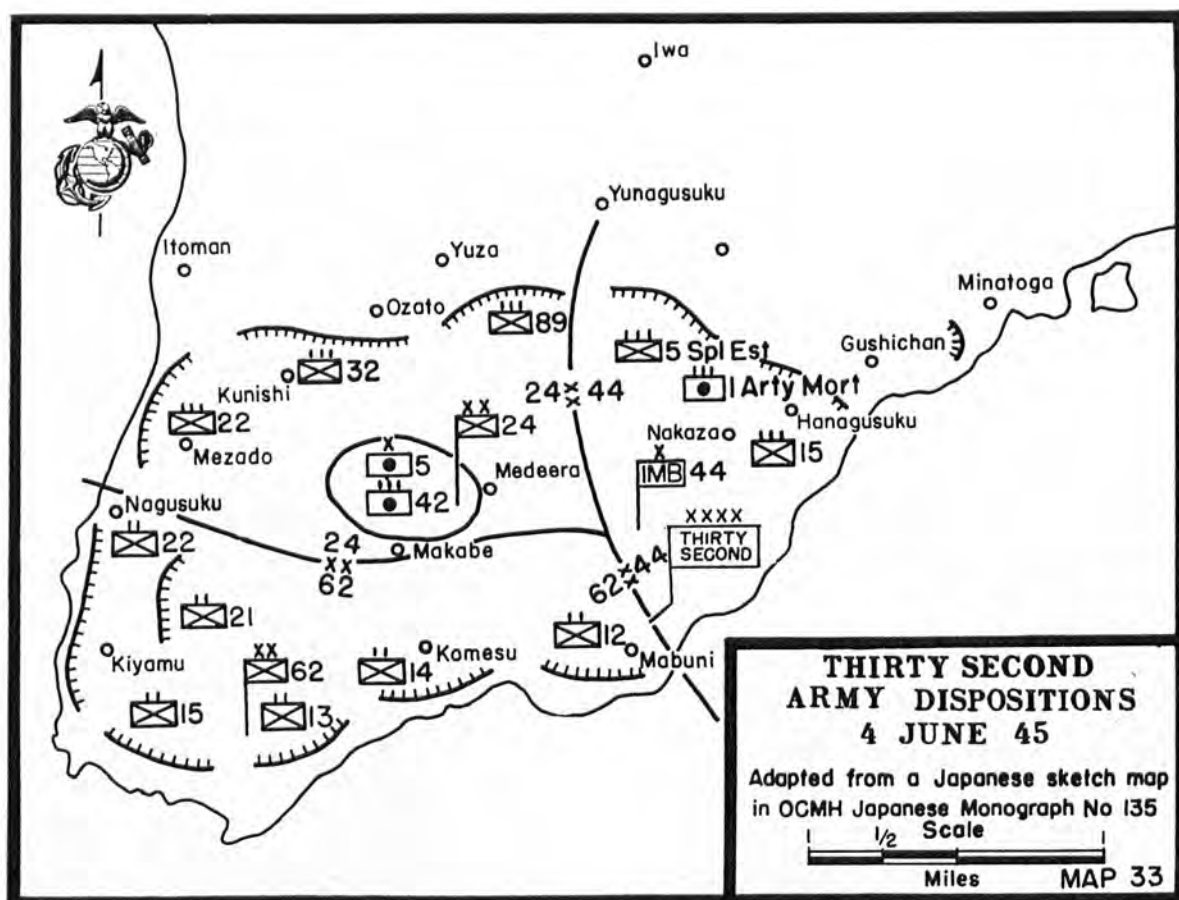 Iwa
Yunagusuku
Itoman
Yuza
Minatoga
Ozato
89
Gushichan
5 Spl Est
Kunishi
32
1 Arty Mort
24 xx 44
22
XX
24
Hanagusuku
Mezado
Nakaza
15
X
5
X
IMB 44
Medeera
42
Nagusuku
XXXX
THIRTY
SECOND
22
24
XX
62
Makabe
62 xx 44
21
12
Kiyamu
XX
62
14
Komesu
Mabuni
15
13
THIRTY SECOND
ARMY DISPOSITIONS
4 JUNE 45
Adapted from a Japanese sketch map
in OCMH Japanese Monograph No 135
1 1/2 Scale 1
Miles
MAP 33